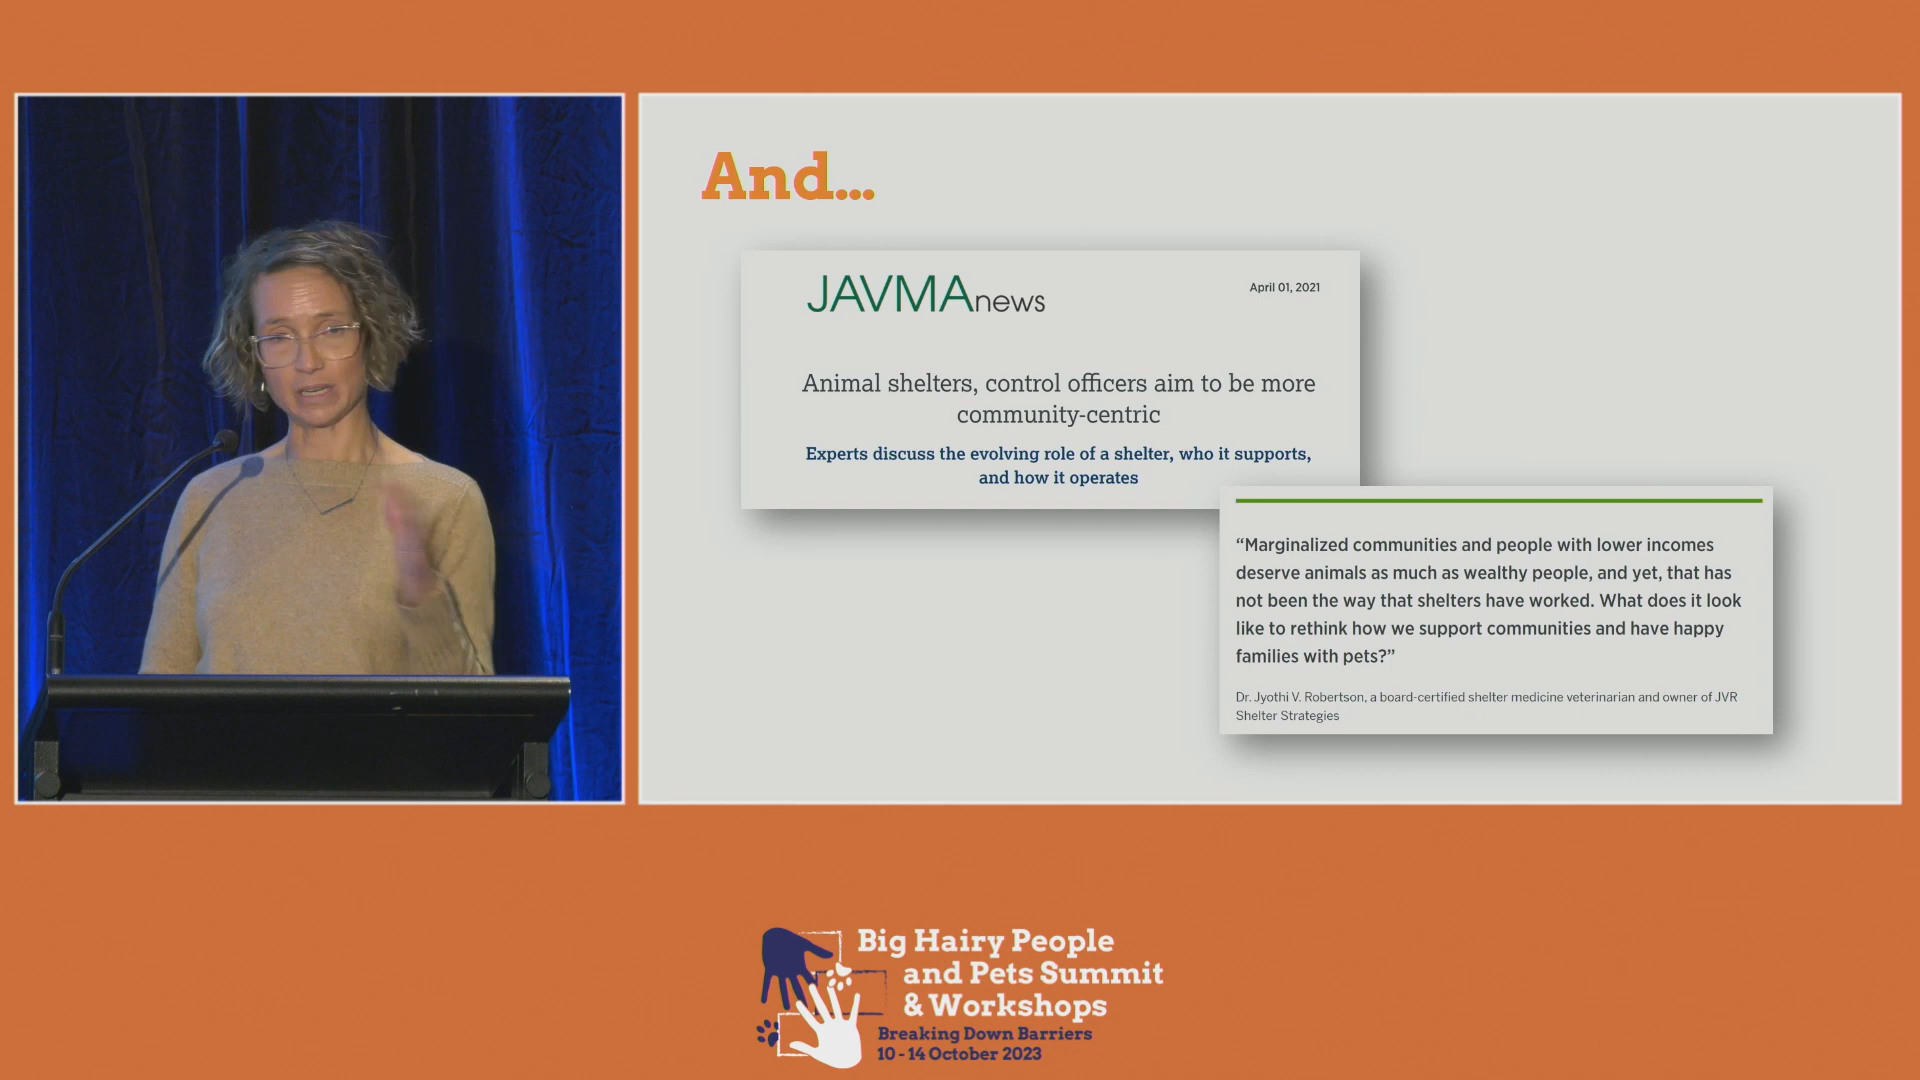 And...
JAVMAnews
April 01, 2021
Animal shelters, control officers aim to be more
community-centric
Experts discuss the evolving role of a shelter, who it supports,
and how it operates
“Marginalized communities and people with lower incomes
deserve animals as much as wealthy people, and yet, that has
not been the way that shelters have worked. What does it look
like to rethink how we support communities and have happy
families with pets?”
Dr. Jyothi V. Robertson, a board-certified shelter medicine veterinarian and owner of JVR
Shelter Strategies
Big Hairy People
and Pets Summit
& Workshops
Breaking Down Barriers
10 - 14 October 2023